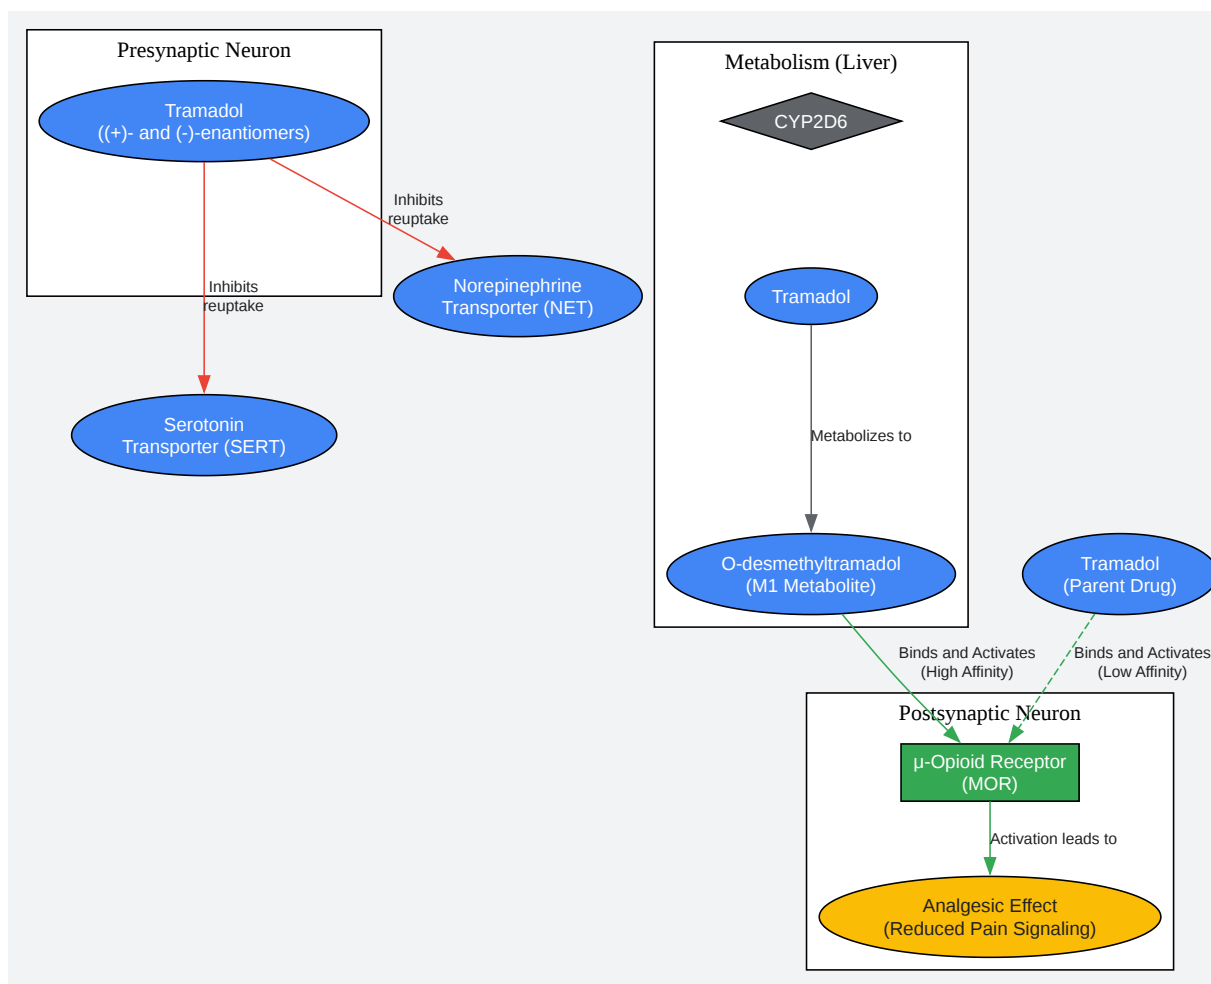 Presynaptic Neuron
Tramadol
((+)- and (-)-enantiomers)
Inhibits
reuptake
Inhibits
reuptake
Norepinephrine
Transporter (NET)
Serotonin
Transporter (SERT)
Metabolism (Liver)
CYP2D6
Tramadol
Metabolizes to
O-desmethyltramadol
(M1 Metabolite)
Tramadol
(Parent Drug)
Binds and Activates
(High Affinity)
Binds and Activates
(Low Affinity)
Postsynaptic Neuron
μ-Opioid Receptor
(MOR)
Activation leads to
Analgesic Effect
(Reduced Pain Signaling)